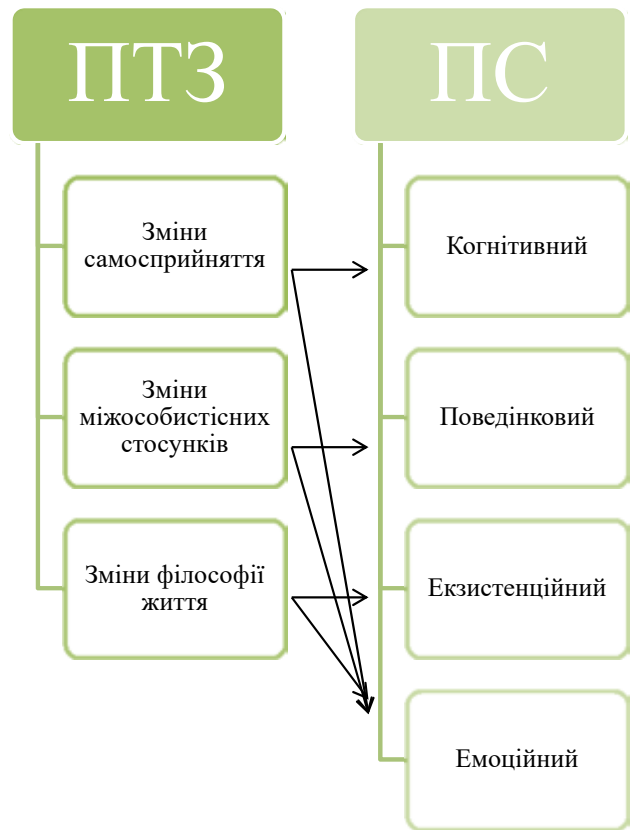 ПТЗ
Зміни
самосприйняття
Зміни
міжособистісних
стосунків
Зміни філософії
життя
ПС
Когнітивний
Поведінковий
Екзистенційний
Емоційний